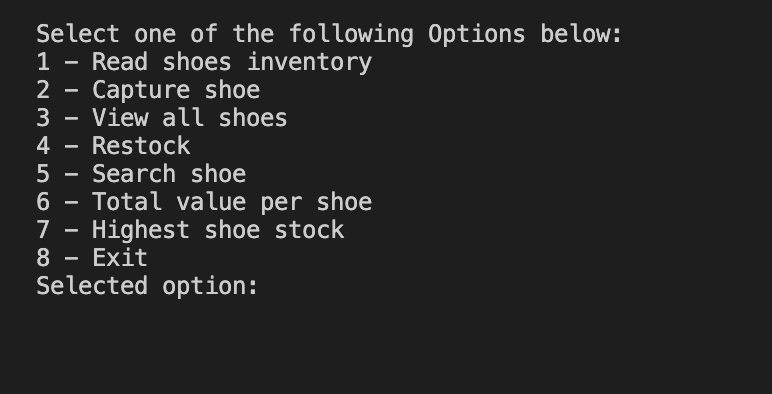 Select one of the following Options below:
1 – Read shoes inventory
2 – Capture shoe
3 – View all shoes
4 – Restock
5 – Search shoe
6 – Total value per shoe
7 – Highest shoe stock
8 – Exit
Selected option: